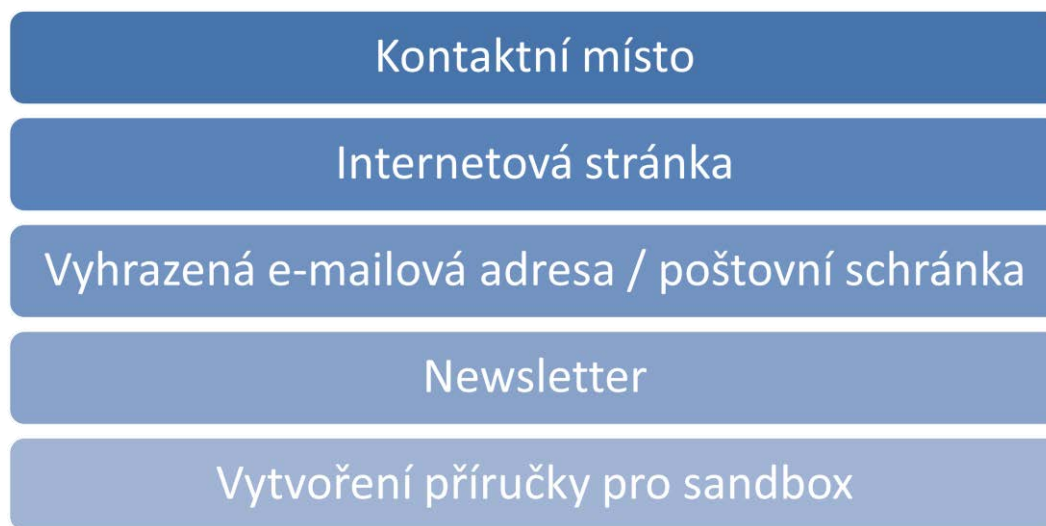 Kontaktní místo
Internetová stránka
Vyhrazená e-mailová adresa / poštovní schránka
Newsletter
Vytvoření příručky pro sandbox